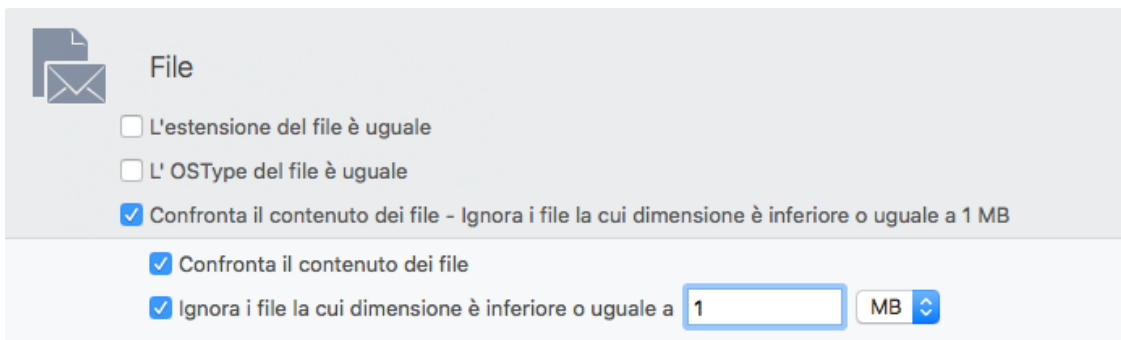 File
L'estensione del file è uguale
L' OSType del file è uguale
Confronta il contenuto dei file - Ignora i file la cui dimensione è inferiore o uguale a 1 MB
Confronta il contenuto dei file
Ignora i file la cui dimensione è inferiore o uguale a 1 MB